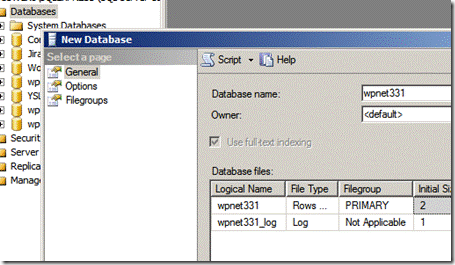 Databases
System Databases
Co
Jira
Wo
wp
YSL
wp
wp
Securit
Server
Replica
Manag
New Database
Select a page
General
Options
Filegroups
Script
Help
Database name:
wpnet331
Owner:
<default>
Use full-text indexing
Database files:
Logical Name File Type Filegroup Initial Si
wpnet331 Rows ... PRIMARY 2
wpnet331_log Log Not Applicable 1